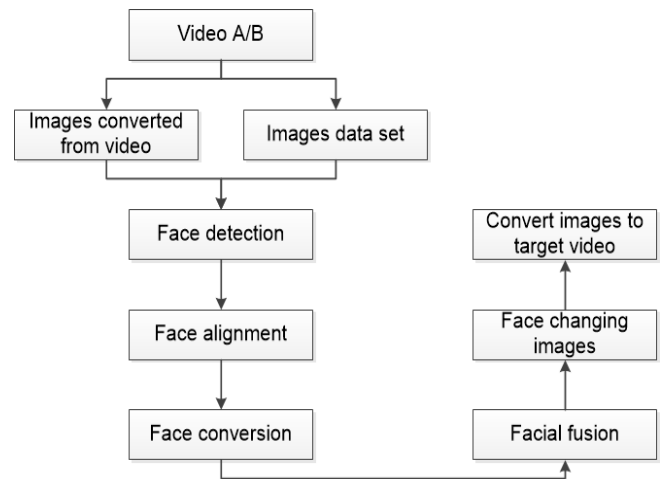 Video A/B
Images converted
from video
Images data set
Face detection
Face alignment
Face conversion
Facial fusion
Face changing
images
Convert images to
target video